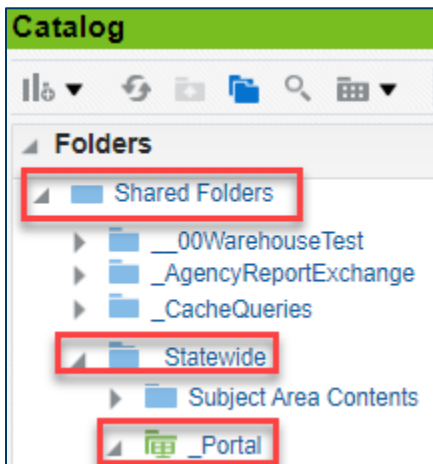 Catalog
Folders
Shared Folders
__00WarehouseTest
_AgencyReportExchange
_CacheQueries
_Statewide
Subject Area Contents
_Portal